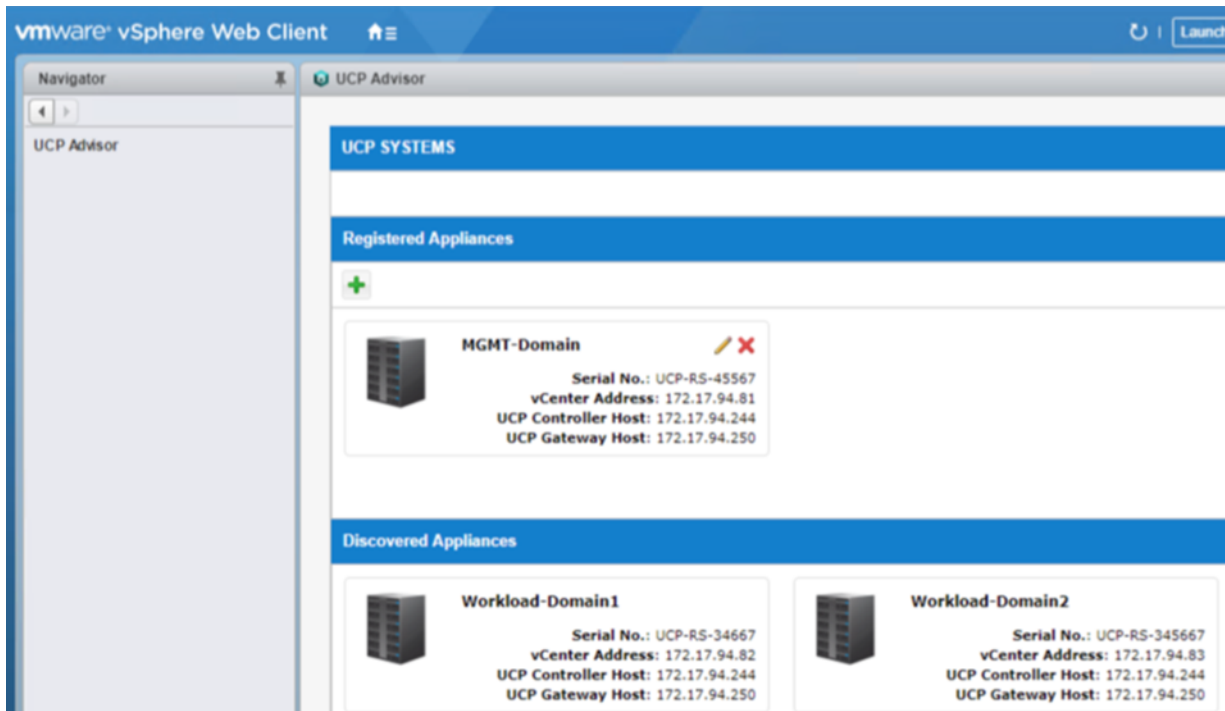 vmware® vSphere Web Client
Launch
Navigator
UCP Advisor
UCP Advisor
UCP SYSTEMS
Registered Appliances
MGMT-Domain
Serial No.: UCP-RS-45567
vCenter Address: 172.17.94.81
UCP Controller Host: 172.17.94.244
UCP Gateway Host: 172.17.94.250
Discovered Appliances
Workload-Domain1
Serial No.: UCP-RS-34667
vCenter Address: 172.17.94.82
UCP Controller Host: 172.17.94.244
UCP Gateway Host: 172.17.94.250
Workload-Domain2
Serial No.: UCP-RS-345667
vCenter Address: 172.17.94.83
UCP Controller Host: 172.17.94.244
UCP Gateway Host: 172.17.94.250